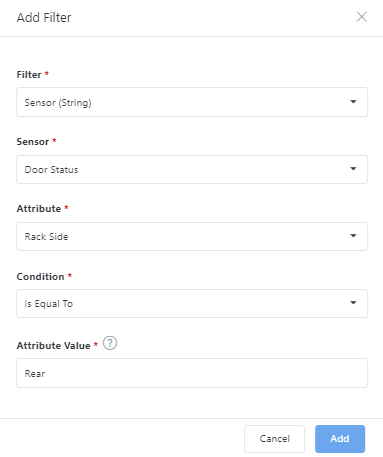 Add Filter
Filter *
Sensor (String)
Sensor *
Door Status
Attribute *
Rack Side
Condition *
Is Equal To
Attribute Value * ?
Rear
Cancel Add